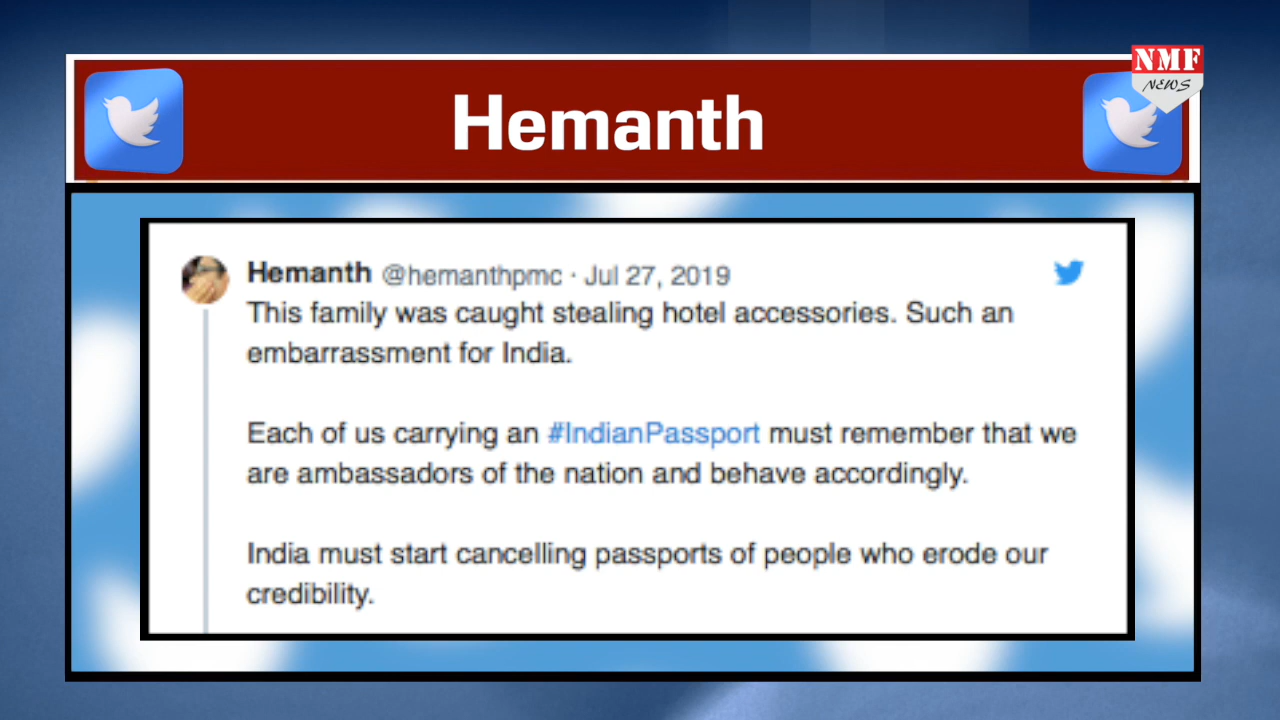 NMF
NEWS
Hemanth
Hemanth @hemanthpmc · Jul 27, 2019
This family was caught stealing hotel accessories. Such an
embarrassment for India.
Each of us carrying an #IndianPassport must remember that we
are ambassadors of the nation and behave accordingly.
India must start cancelling passports of people who erode our
credibility.